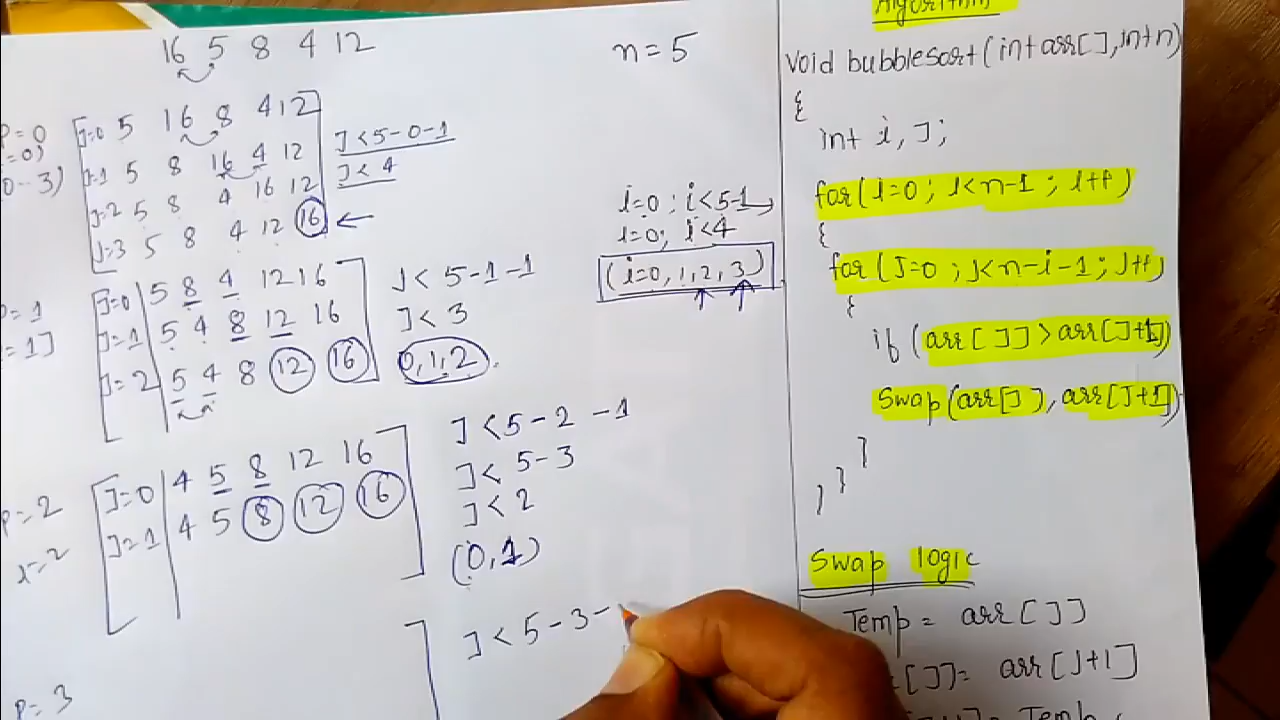 16 5 8 4 12
n = 5
P=0
J=0 5 16 8 4 12
J=1 5 8 16 4 12
(0--3)
J=2 5 8 4 16 12
J=3 5 8 4 12 16 ←
J < 5-0-1
J < 4
i=0 ; i<5-1
i=0; i<4
(i=0, 1, 2, 3)
P=1
J=0 5 8 4 12 16
J=1 5 4 8 12 16
J=2 5 4 8 12 16
J < 5-1-1
J < 3
0,1,2
P=2
i=2
J=0 4 5 8 12 16
J=1 4 5 8 12 16
J < 5-2-1
J < 5-3
J < 2
(0,1)
P=3
J < 5-3-
Algorithm
Void bubblesort(int arr[],int n)
{
int i, J;
for(i=0; i<n-1; i++)
{
for(J=0; J<n-i-1; J++)
{
if (arr[J]>arr[J+1])
Swap(arr[J], arr[J+1])
}
} }
Swap logic
Temp = arr[J]
[J]= arr[J+1]
= Temp